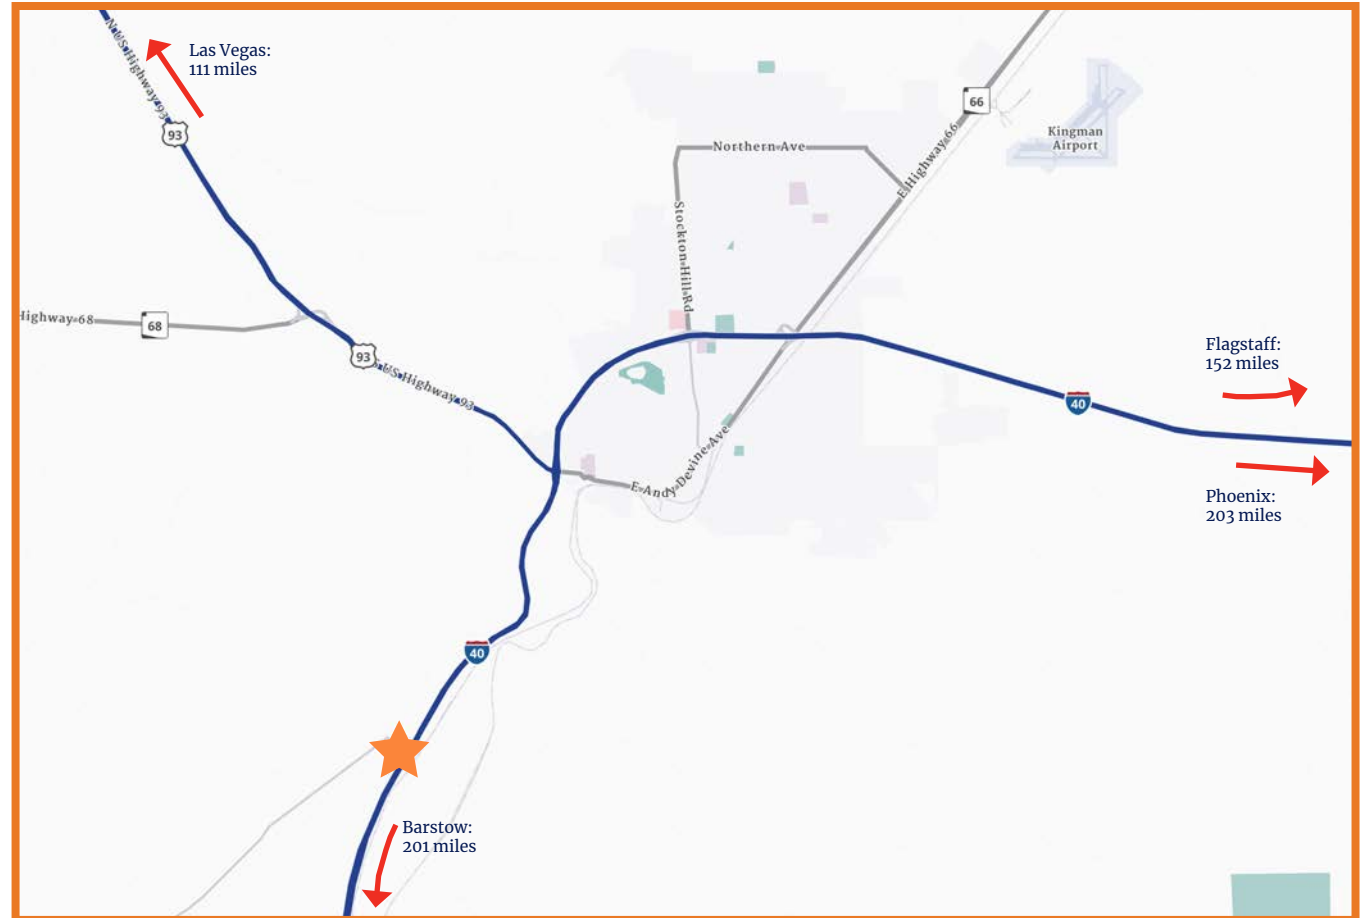 N US Highway 93
Las Vegas:
111 miles
93
66
Kingman
Airport
Northern Ave
E Highway 66
Stockton Hill Rd
Highway 68
68
93
S US Highway 93
Flagstaff:
152 miles
40
E Andy Devine Ave
Phoenix:
203 miles
40
Barstow:
201 miles